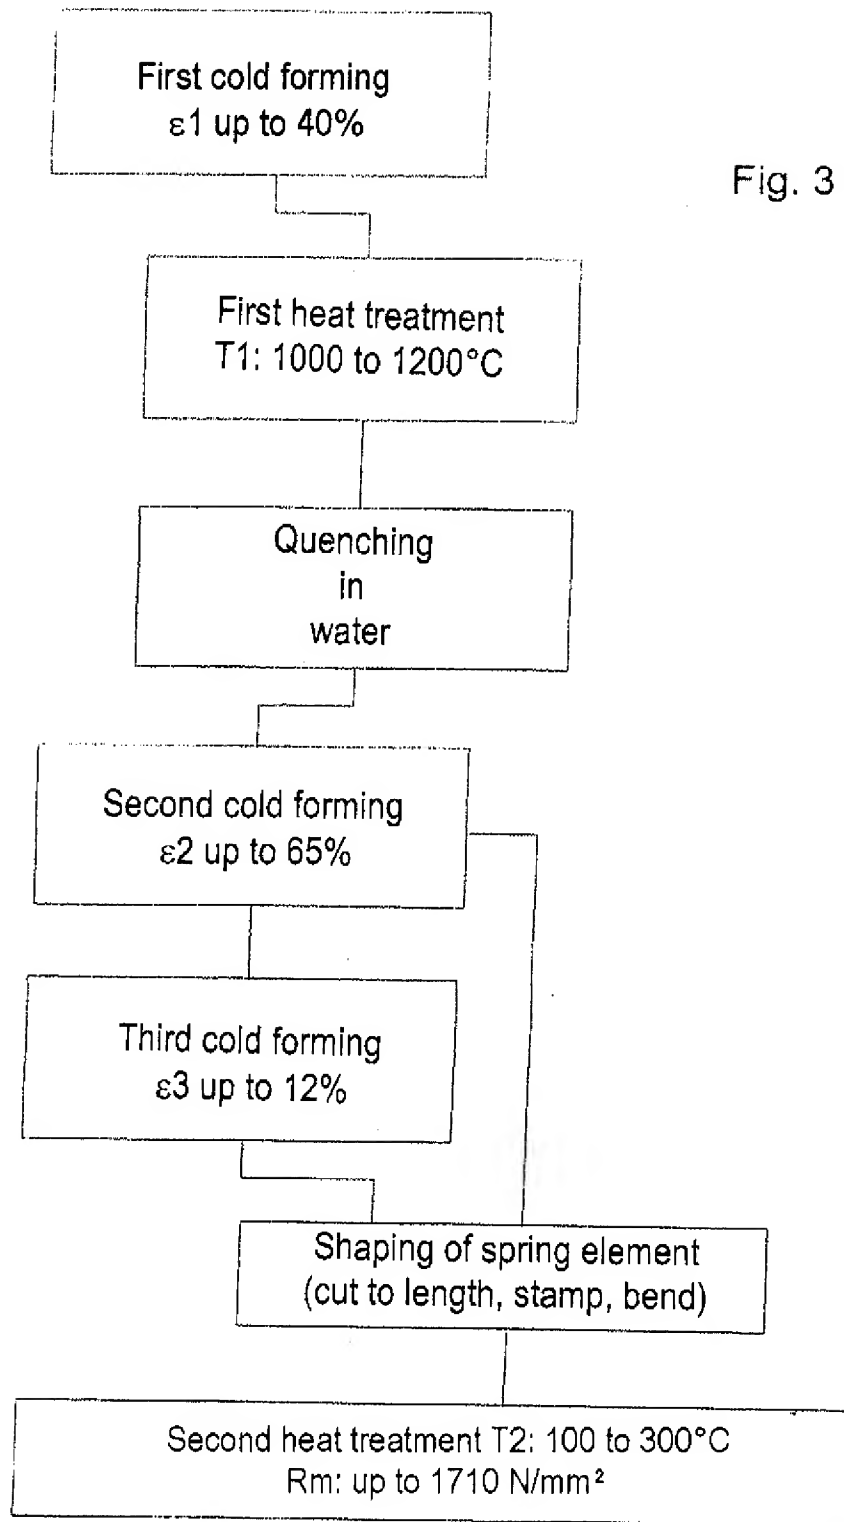 First cold forming
ε1 up to 40%
Fig. 3
First heat treatment
T1: 1000 to 1200°C
Quenching
in
water
Second cold forming
ε2 up to 65%
Third cold forming
ε3 up to 12%
Shaping of spring element
(cut to length, stamp, bend)
Second heat treatment T2: 100 to 300°C
Rm: up to 1710 N/mm²